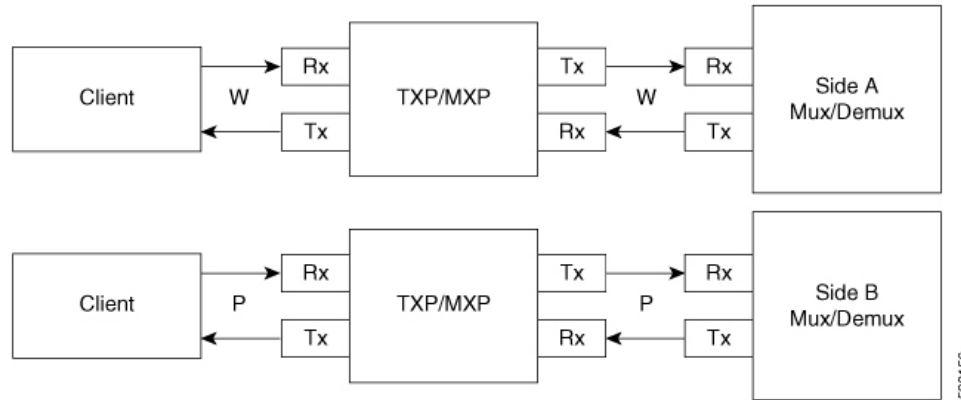 Rx
Tx
Rx
Client
W
TXP/MXP
W
Side A
Mux/Demux
Tx
Rx
Tx
Rx
Tx
Rx
Client
P
TXP/MXP
P
Side B
Mux/Demux
Tx
Rx
Tx